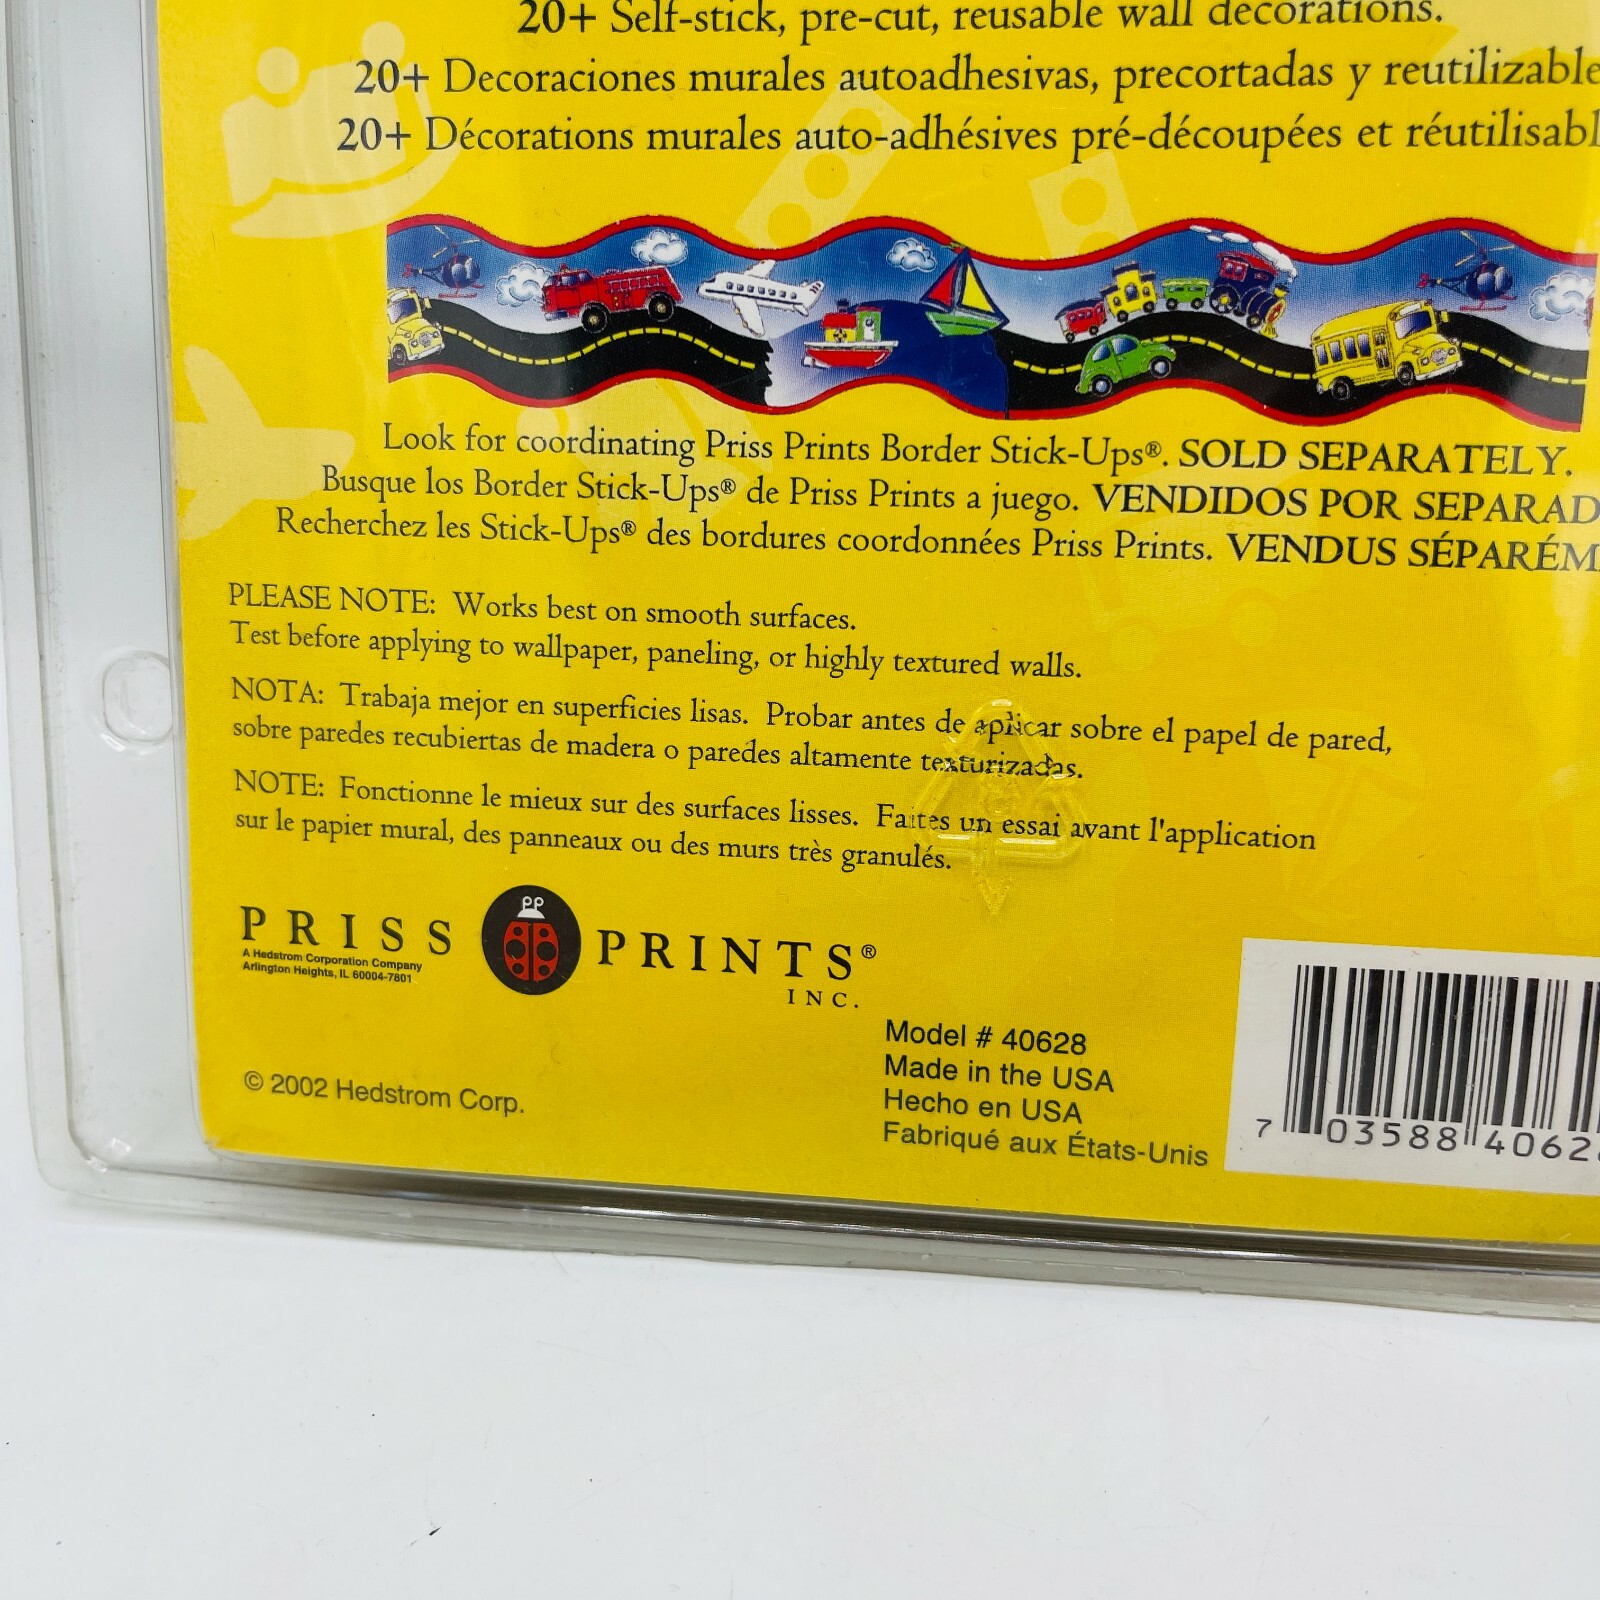 20+ Self-stick, pre-cut, reusable wall decorations.
20+ Decoraciones murales autoadhesivas, precortadas y reutilizable
20+ Décorations murales auto-adhésives pré-découpées et réutilisabl
Look for coordinating Priss Prints Border Stick-Ups®. SOLD SEPARATELY.
Busque los Border Stick-Ups® de Priss Prints a juego. VENDIDOS POR SEPARAD
Recherchez les Stick-Ups® des bordures coordonnées Priss Prints. VENDUS SÉPARÉM
PLEASE NOTE: Works best on smooth surfaces.
Test before applying to wallpaper, paneling, or highly textured walls.
NOTA: Trabaja mejor en superficies lisas. Probar antes de aplicar sobre el papel de pared,
sobre paredes recubiertas de madera o paredes altamente texturizadas.
NOTE: Fonctionne le mieux sur des surfaces lisses. Faites un essai avant l'application
sur le papier mural, des panneaux ou des murs très granulés.
PRISS PRINTS®
INC.
A Hedstrom Corporation Company
Arlington Heights, IL 60004-7801
Model # 40628
Made in the USA
Hecho en USA
Fabriqué aux États-Unis
© 2002 Hedstrom Corp.
7 03588 40628